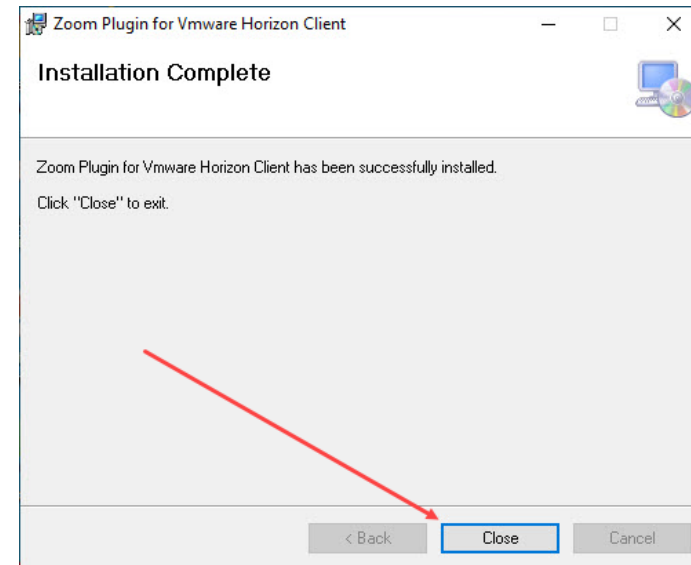 Zoom Plugin for Vmware Horizon Client
Installation Complete
Zoom Plugin for Vmware Horizon Client has been successfully installed.
Click "Close" to exit.
< Back Close Cancel